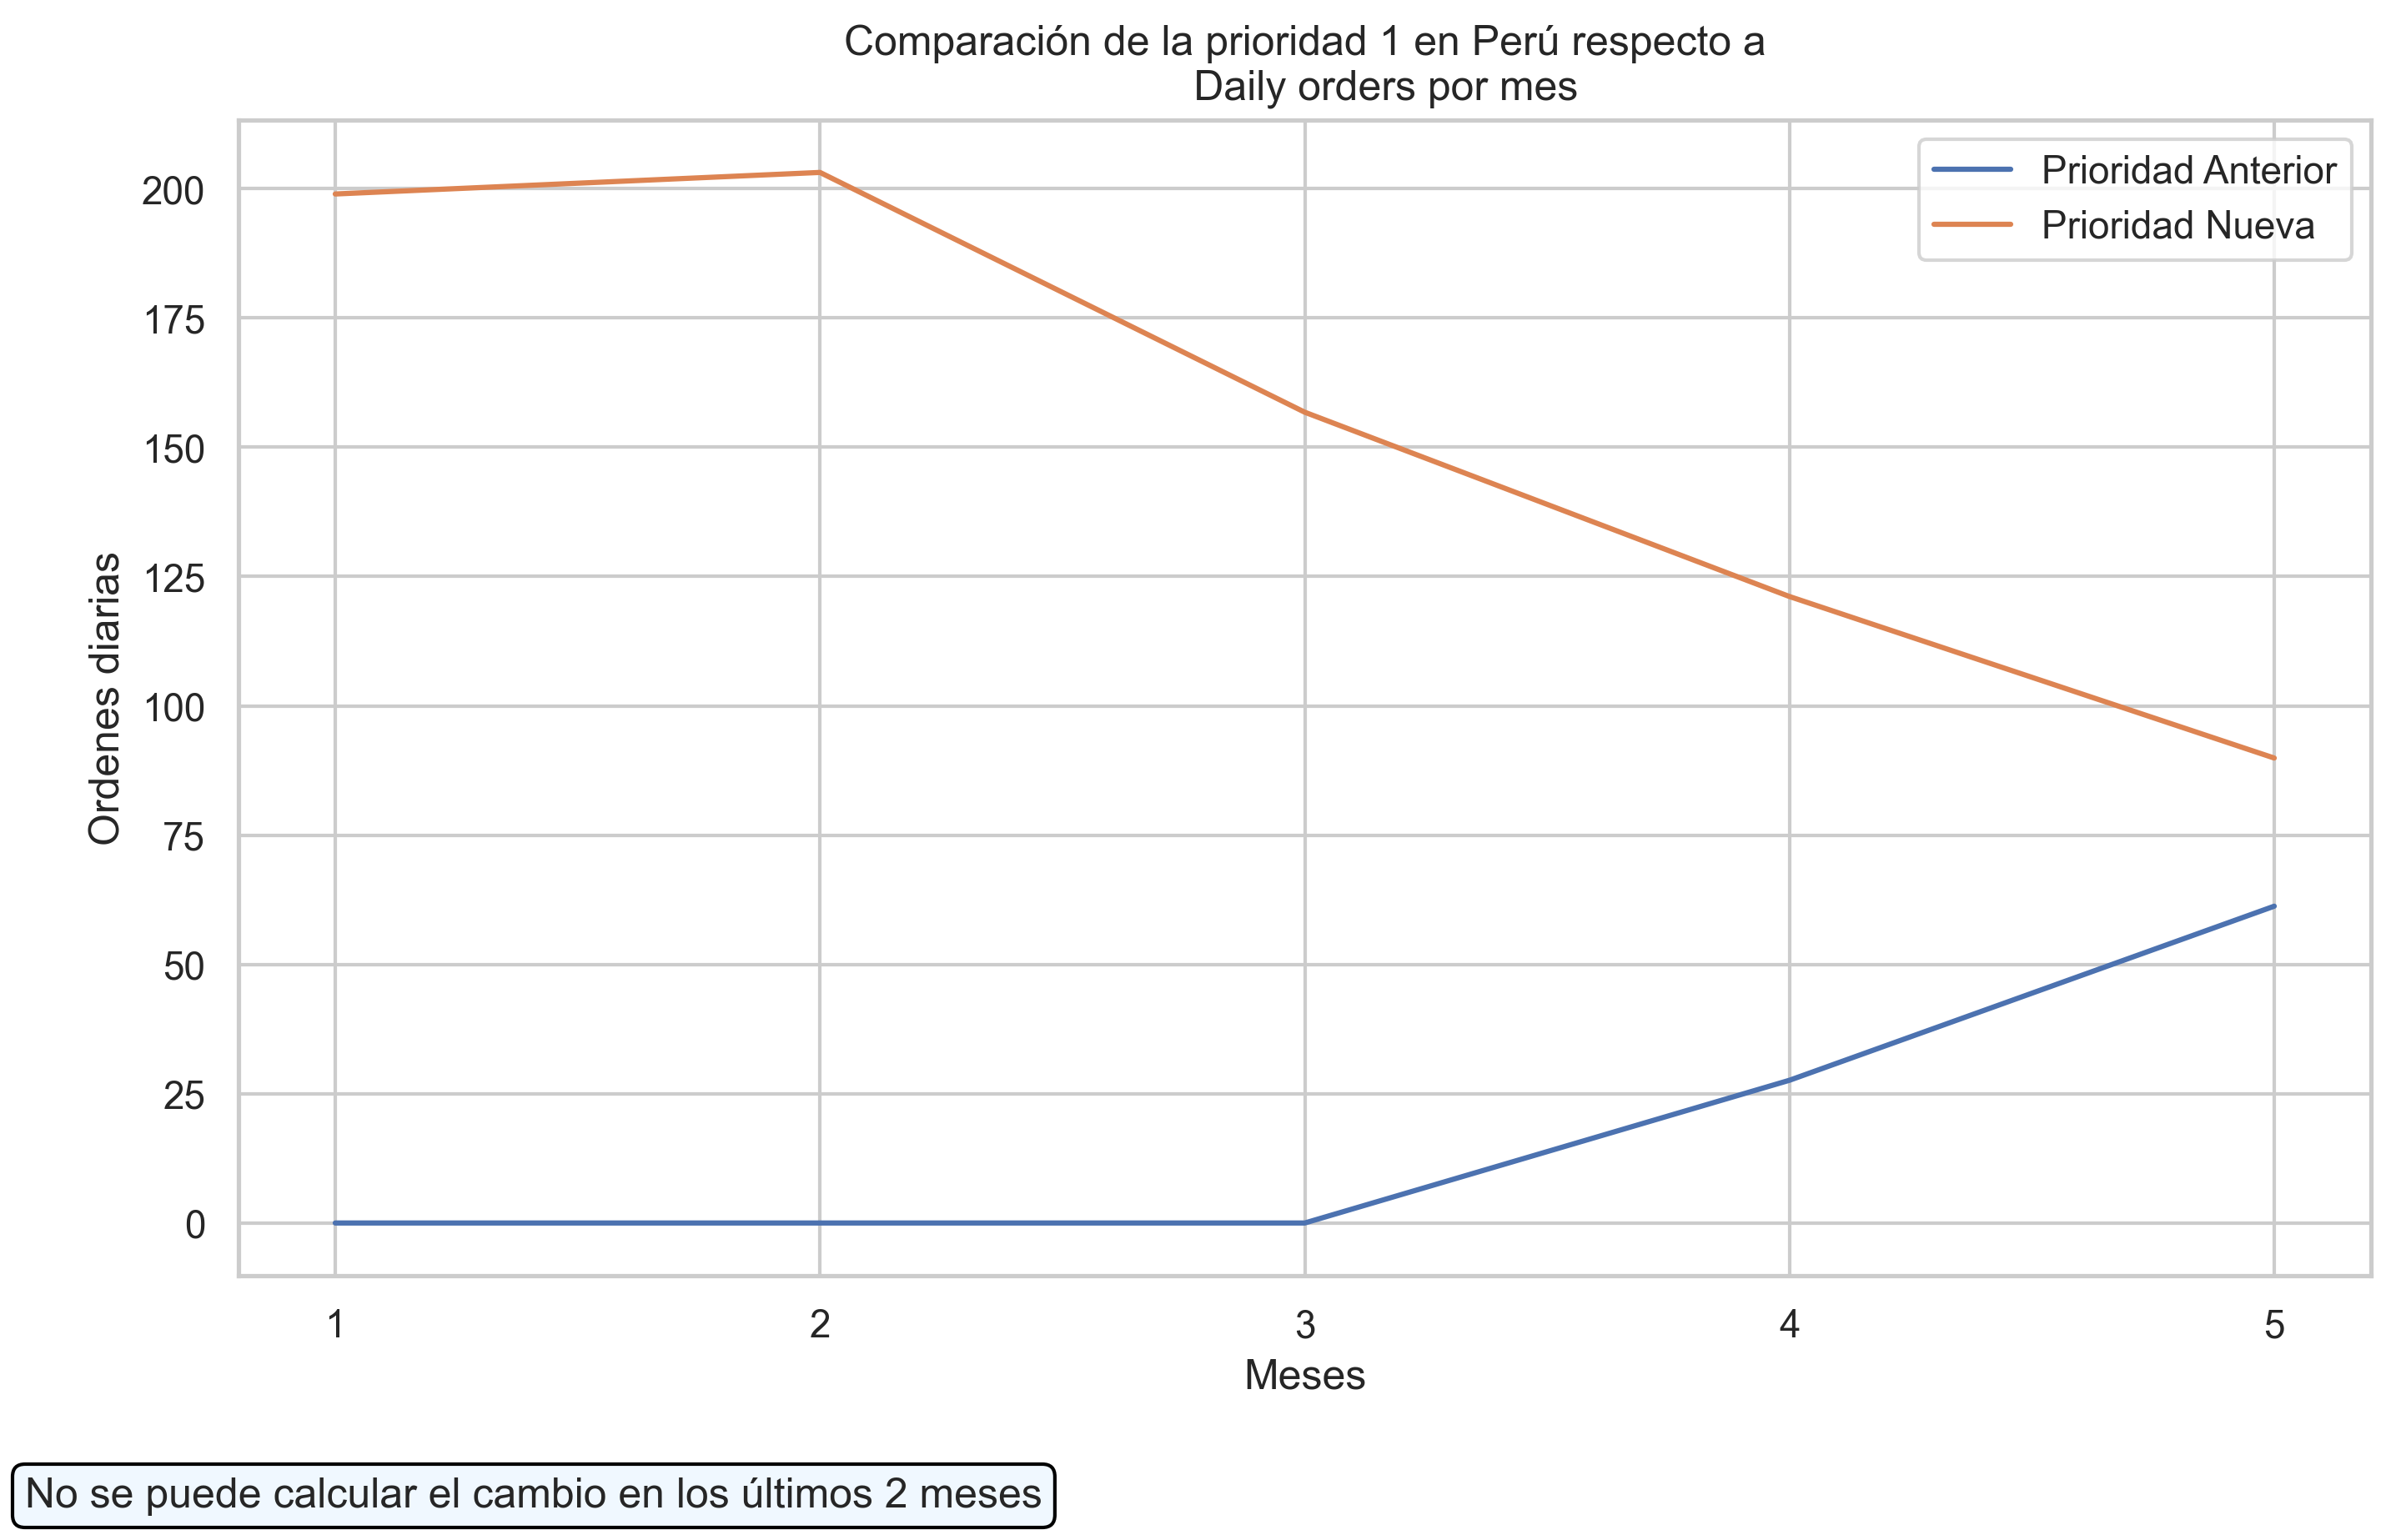 Comparación de la prioridad 1 en Perú respecto a
Daily orders por mes
Prioridad Anterior
Prioridad Nueva
Ordenes diarias
200
175
150
125
100
75
50
25
0
1 2 3 4 5
Meses
No se puede calcular el cambio en los últimos 2 meses